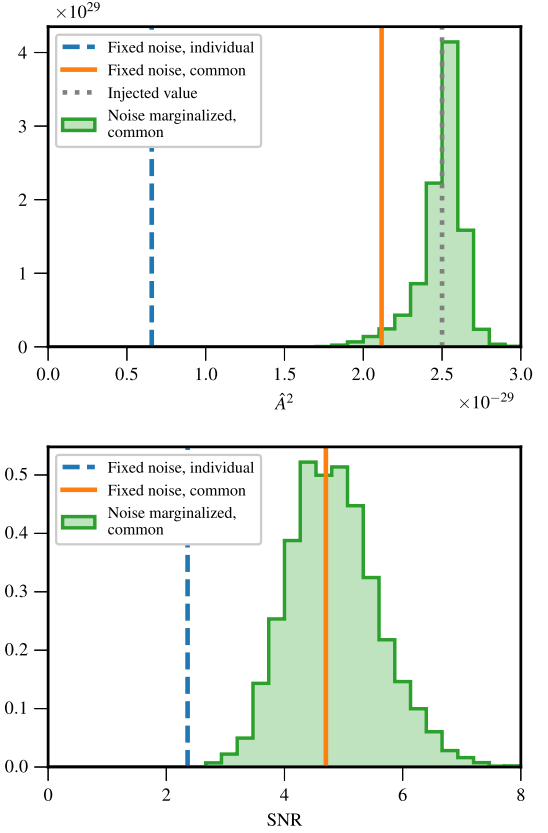 ×10²⁹
Fixed noise, individual
Fixed noise, common
Injected value
Noise marginalized,
common
4
3
2
1
0
0.0 0.5 1.0 1.5 2.0 2.5 3.0
Â²
×10⁻²⁹
Fixed noise, individual
Fixed noise, common
Noise marginalized,
common
0.5
0.4
0.3
0.2
0.1
0.0
0 2 4 6 8
SNR